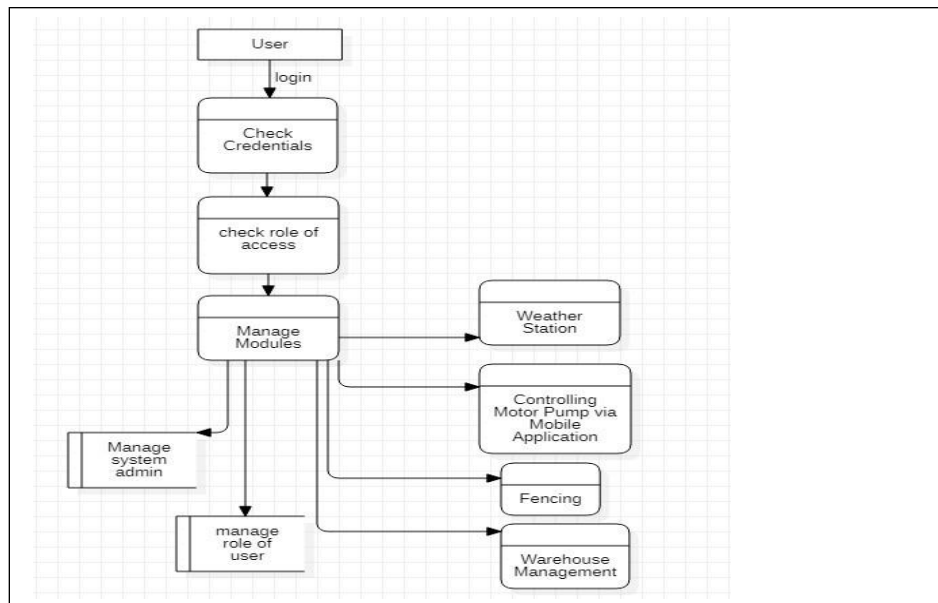 User
login
Check
Credentials
check role of
access
Manage
Modules
Weather
Station
Controlling
Motor Pump via
Mobile
Application
Manage
system
admin
Fencing
manage
role of
user
Warehouse
Management